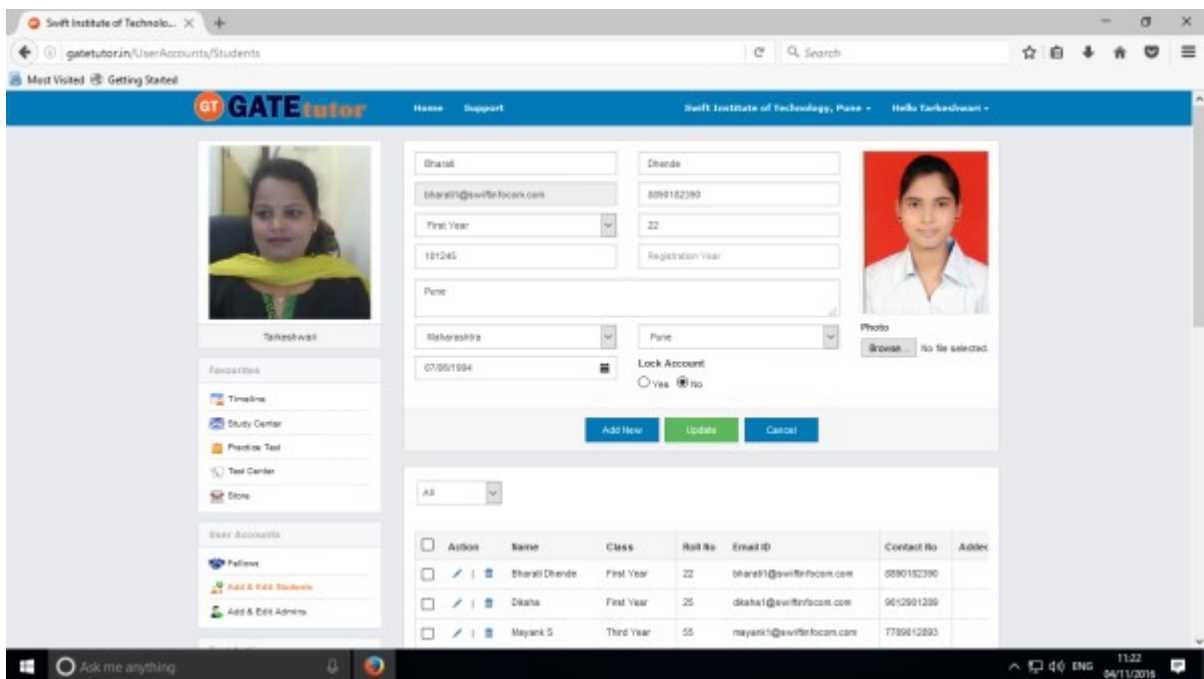 Swift Institute of Technolo...
gatetutor.in/UserAccounts/Students
Search
Most Visited Getting Started
GT GATEtutor
Home Support Swift Institute of Technology, Pune Hello Tarkeshwari
Bharati Dhende
bharati1@swiftinfocom.com 8890182390
First Year 22
101245 Registration Year
Pune
Maharashtra Pune
Photo
Browse... No file selected.
Lock Account
Yes No
Tarkeshwari
Favourites
Timeline
Study Center
Practice Test
Test Center
Store
User Accounts
Fellows
Add & Edit Students
Add & Edit Admins
Add New Update Cancel
All
Action Name Class Roll No Email ID Contact No Added
Bharati Dhende First Year 22 bharati1@swiftinfocom.com 8890182390
Diksha First Year 25 diksha1@swiftinfocom.com
Mayank S Third Year 55 mayank1@swiftinfocom.com
Ask me anything
ENG 11:22
04/11/2016